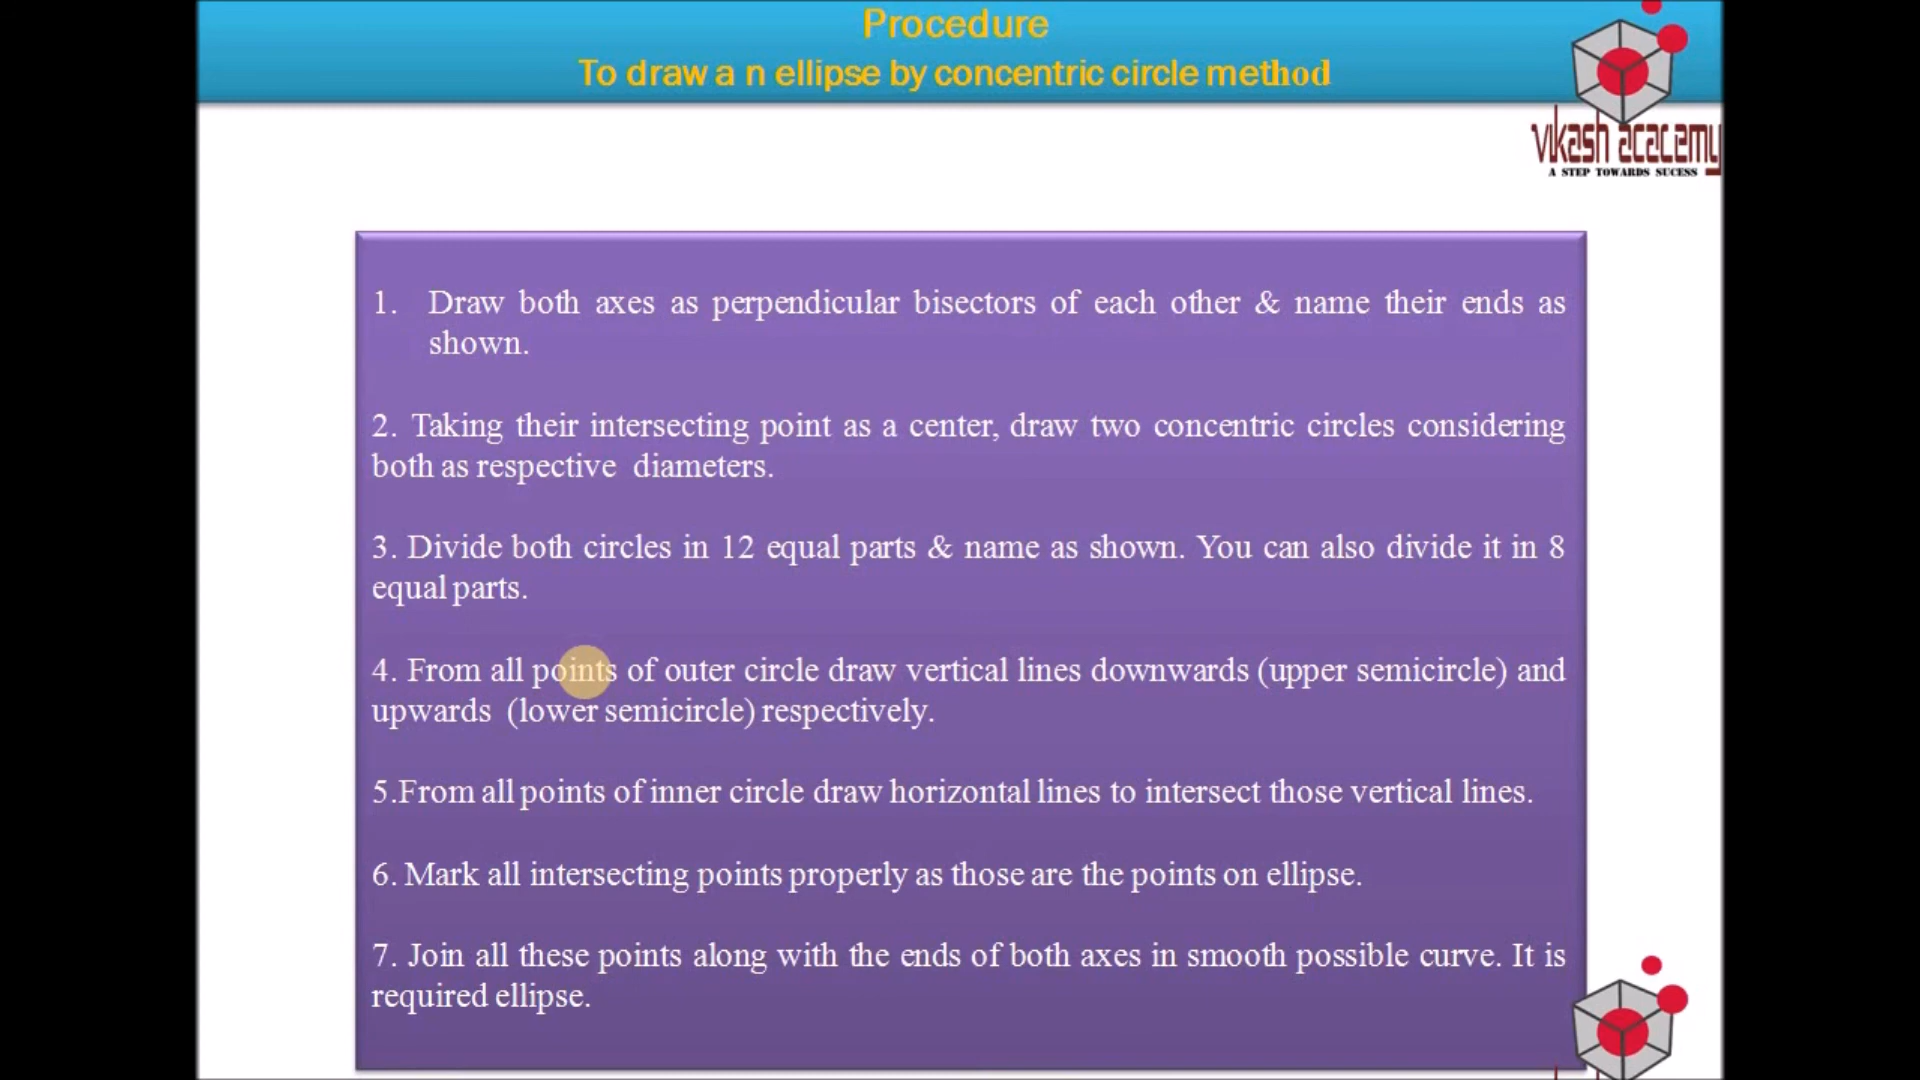 Procedure
To draw a n ellipse by concentric circle method
vikash acacemy
A STEP TOWARDS SUCESS
1. Draw both axes as perpendicular bisectors of each other & name their ends as
shown.
2. Taking their intersecting point as a center, draw two concentric circles considering
both as respective diameters.
3. Divide both circles in 12 equal parts & name as shown. You can also divide it in 8
equal parts.
4. From all points of outer circle draw vertical lines downwards (upper semicircle) and
upwards (lower semicircle) respectively.
5.From all points of inner circle draw horizontal lines to intersect those vertical lines.
6. Mark all intersecting points properly as those are the points on ellipse.
7. Join all these points along with the ends of both axes in smooth possible curve. It is
required ellipse.